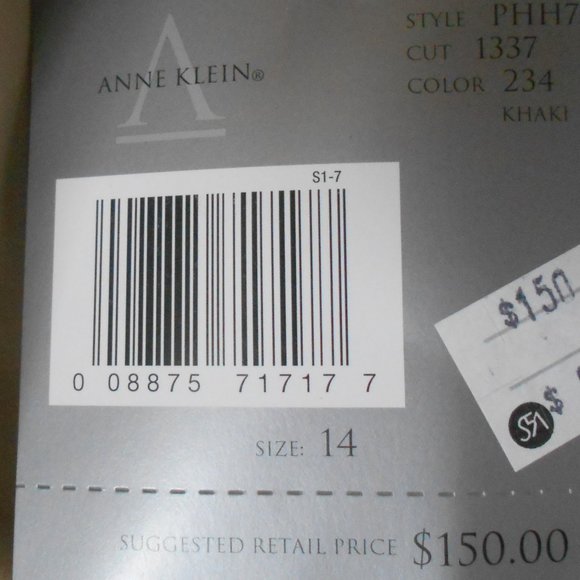 ANNE KLEIN®
STYLE PHH7
CUT 1337
COLOR 234
KHAKI
S1-7
0 08875 71717 7
$150
$
SFA
SIZE: 14
SUGGESTED RETAIL PRICE $150.00